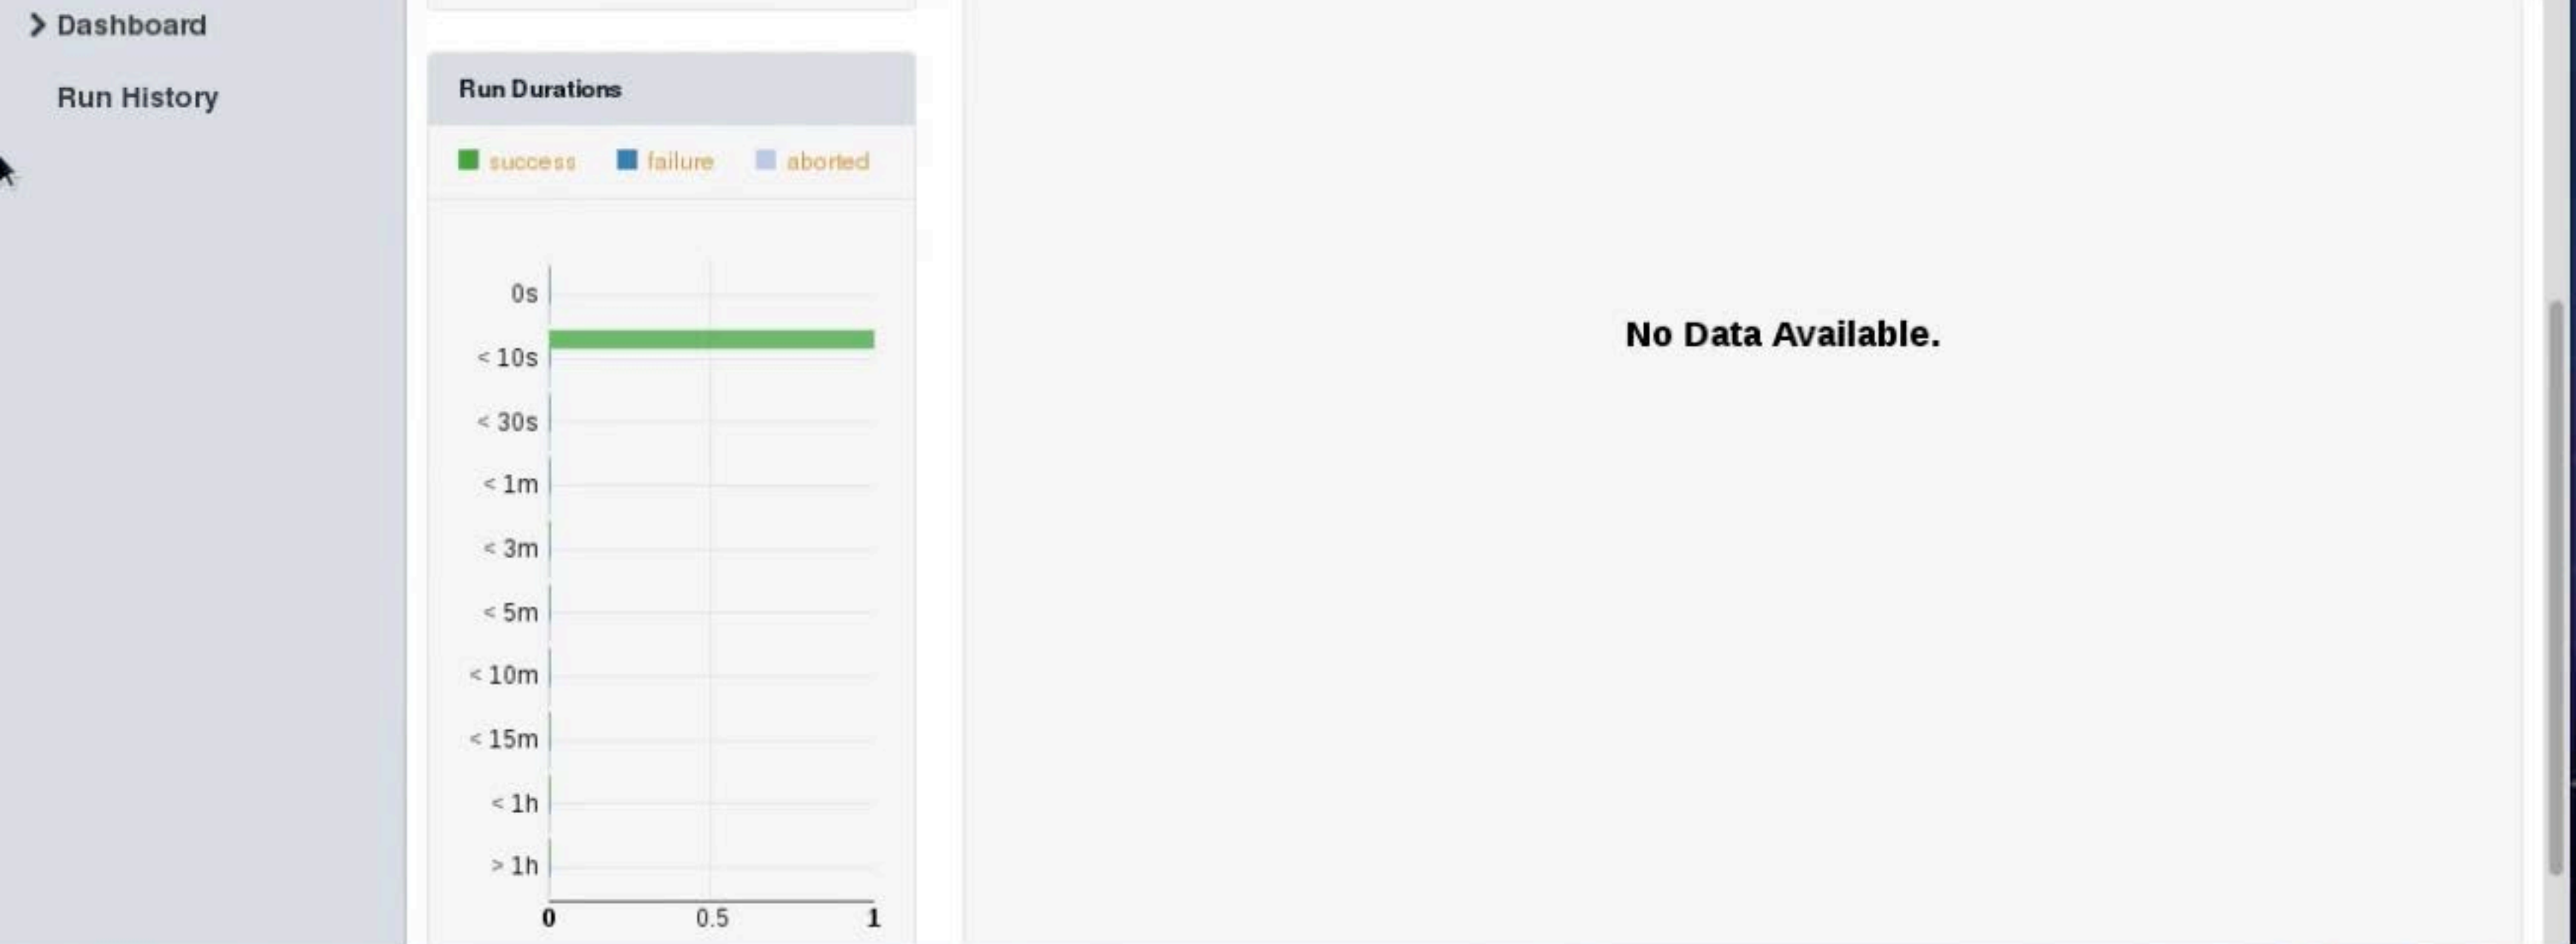 Dashboard
Run History
Run Durations
success failure aborted
0s
< 10s
< 30s
< 1m
< 3m
< 5m
< 10m
< 15m
< 1h
> 1h
0 0.5 1
No Data Available.